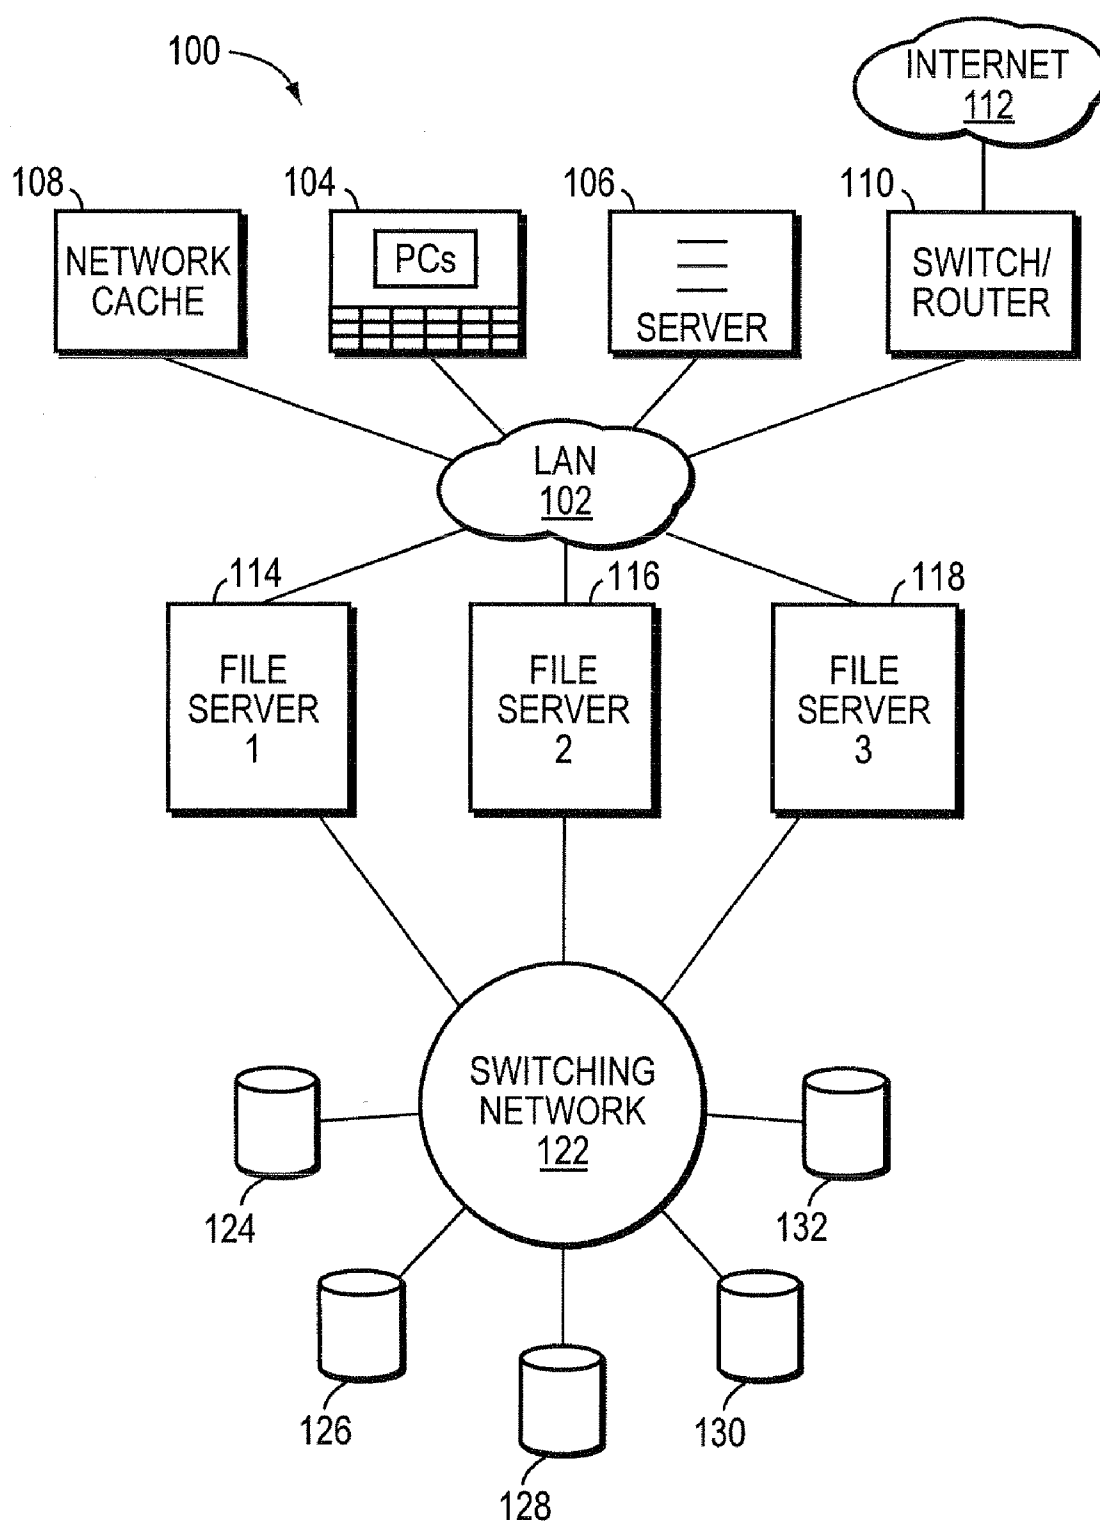 100
INTERNET
112
108
104
106
110
NETWORK
CACHE
PCs
SERVER
SWITCH/
ROUTER
LAN
102
114
116
118
FILE
SERVER
1
FILE
SERVER
2
FILE
SERVER
3
SWITCHING
NETWORK
122
124
132
126
130
128